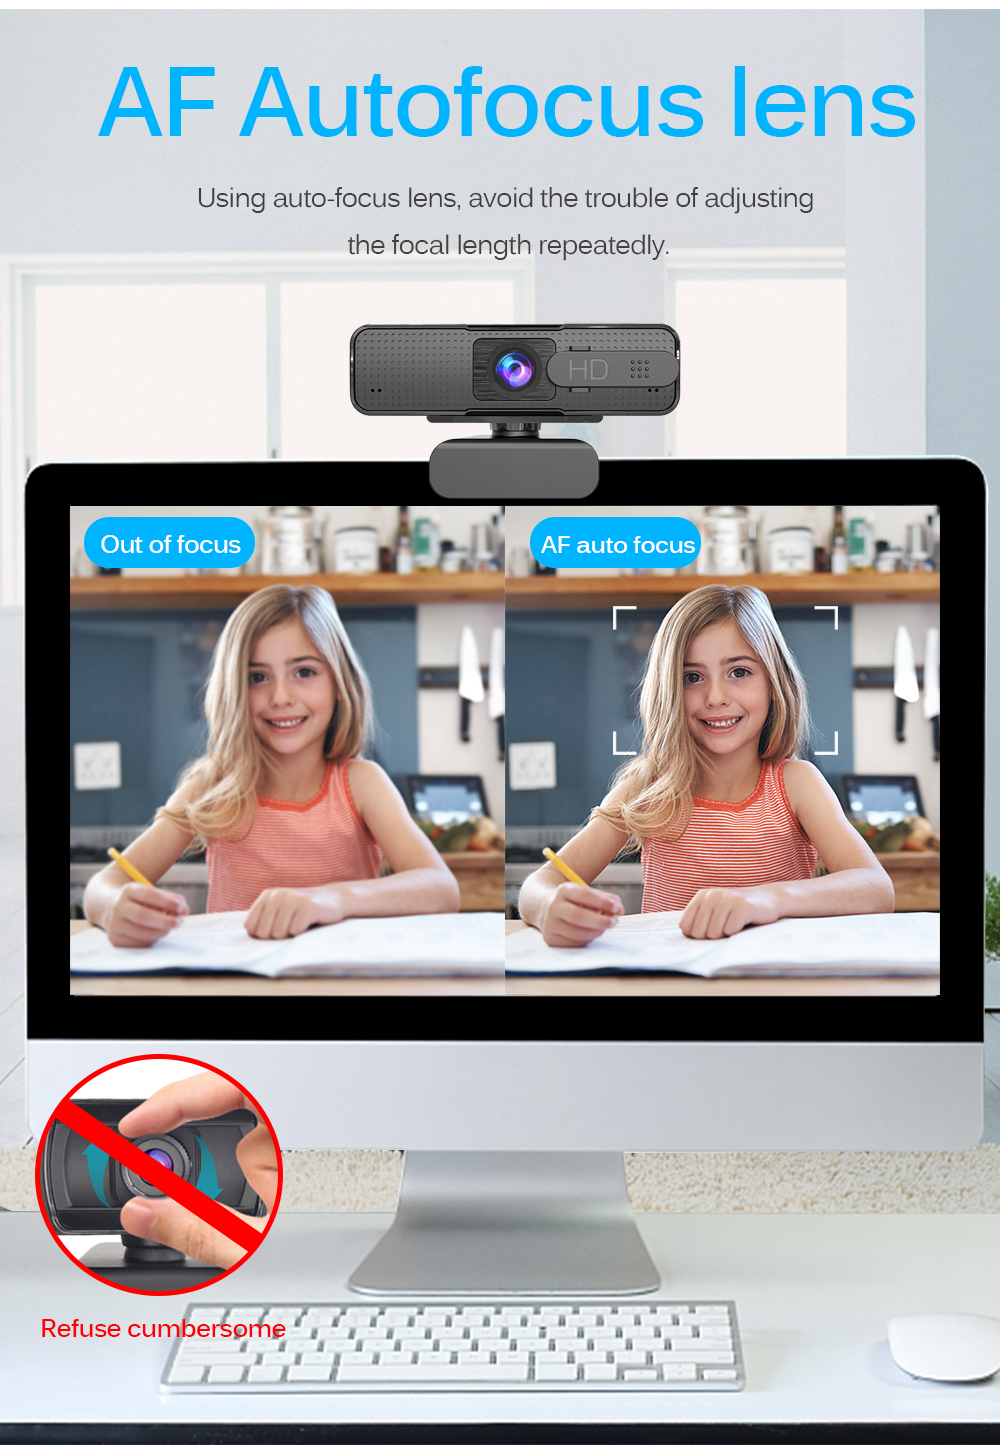 AF Autofocus lens
Using auto-focus lens, avoid the trouble of adjusting
the focal length repeatedly.
HD
Out of focus
AF auto focus
Refuse cumbersome